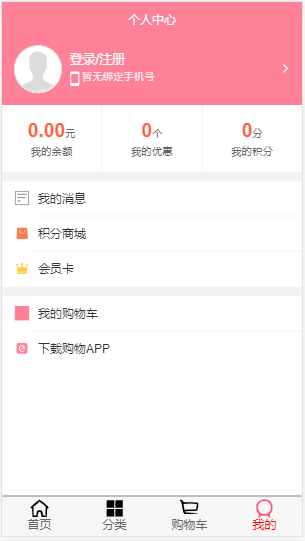 个人中心
登录/注册
暂无绑定手机号
0.00元 0个 0分
我的余额 我的优惠 我的积分
我的消息
积分商城
会员卡
我的购物车
下载购物APP
首页 分类 购物车 我的